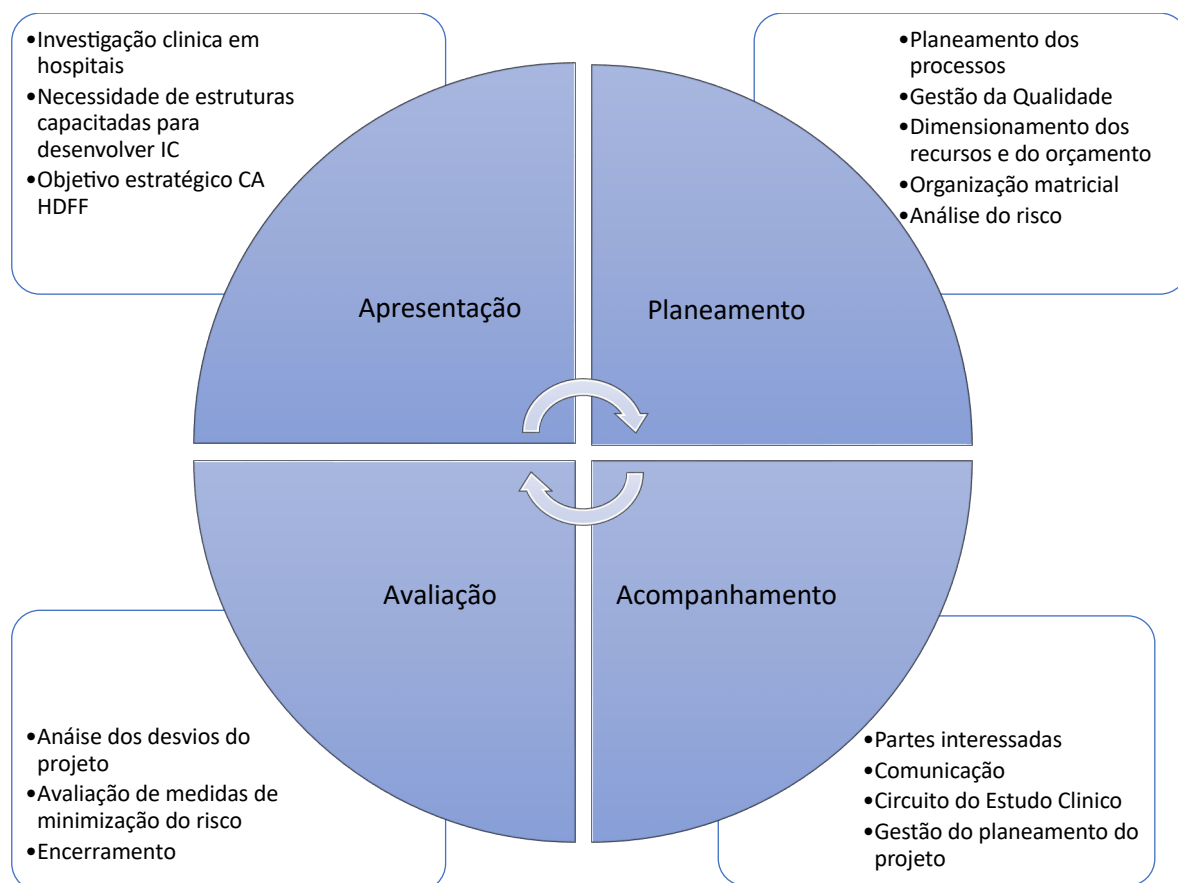 •Investigação clinica em
hospitais
•Necessidade de estruturas
capacitadas para
desenvolver IC
•Objetivo estratégico CA
HDFF
•Planeamento dos
processos
•Gestão da Qualidade
•Dimensionamento dos
recursos e do orçamento
•Organização matricial
•Análise do risco
Apresentação
Planeamento
Avaliação
Acompanhamento
•Anáise dos desvios do
projeto
•Avaliação de medidas de
minimização do risco
•Encerramento
•Partes interessadas
•Comunicação
•Circuito do Estudo Clinico
•Gestão do planeamento do
projeto